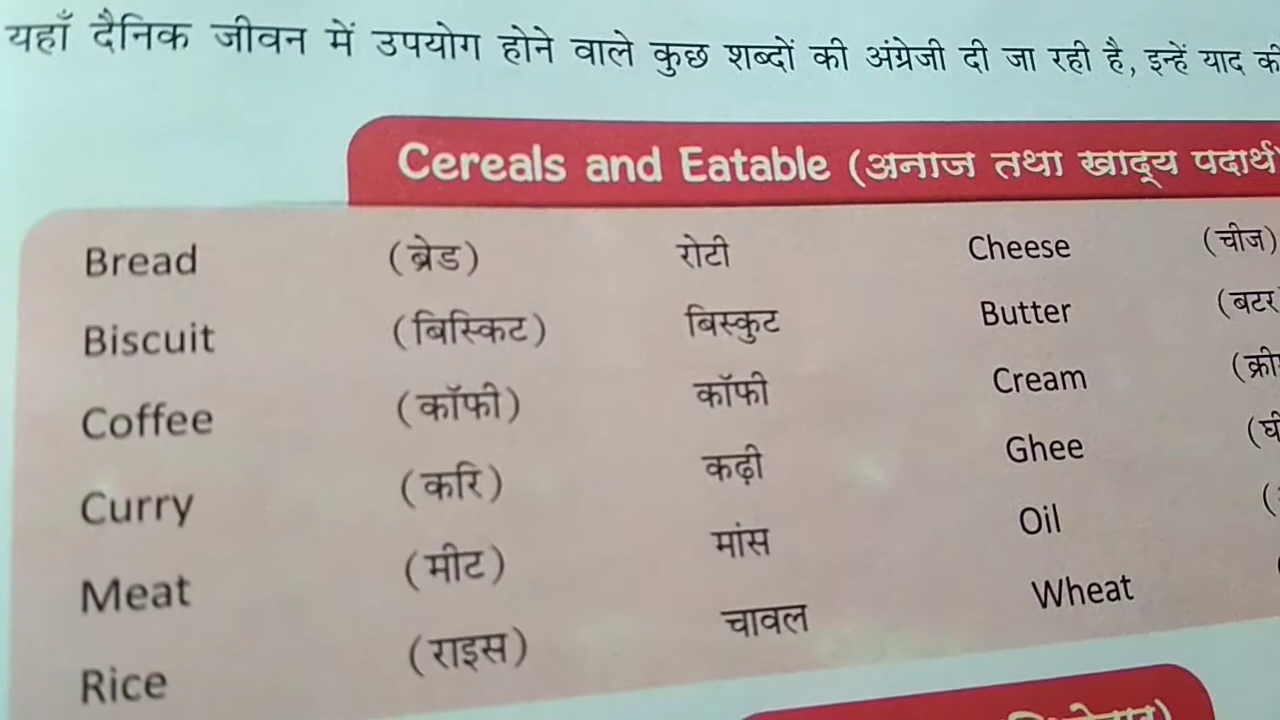 यहाँ दैनिक जीवन में उपयोग होने वाले कुछ शब्दों की अंग्रेजी दी जा रही है, इन्हें याद
Cereals and Eatable (अनाज तथा खाद्य पदार्थ)
Bread (ब्रेड) रोटी Cheese (चीज)
Biscuit (बिस्किट) बिस्कुट Butter (बटर
Coffee (कॉफी) कॉफी Cream
Curry (करि) कढ़ी Ghee
Meat (मीट) मांस Oil
Rice (राइस) चावल Wheat